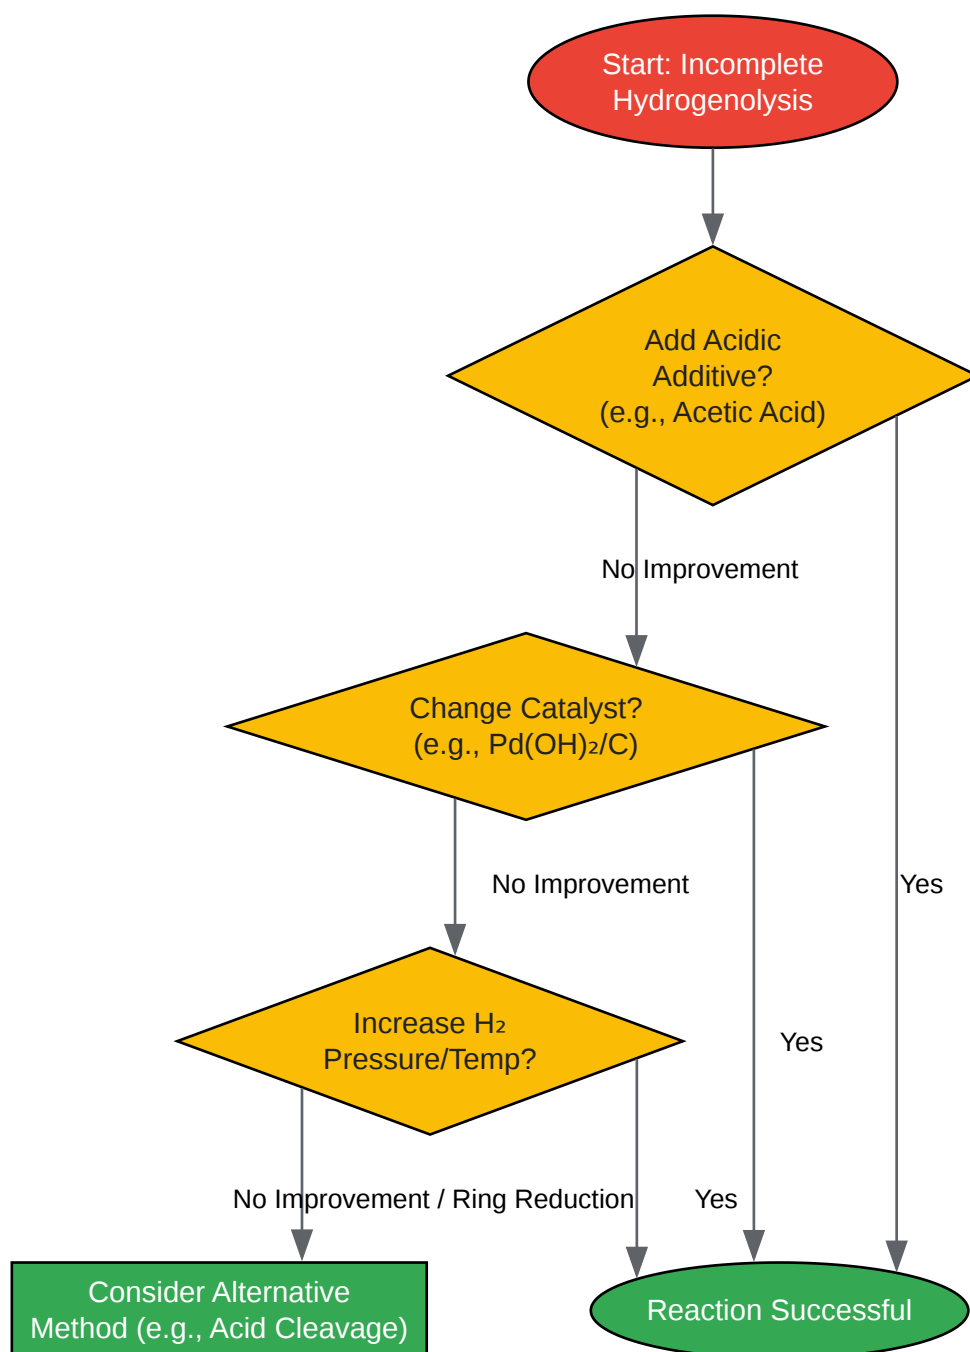 Start: Incomplete
Hydrogenolysis
Add Acidic
Additive?
(e.g., Acetic Acid)
No Improvement
Change Catalyst?
(e.g., Pd(OH)₂/C)
No Improvement
Yes
Increase H₂
Pressure/Temp?
Yes
No Improvement / Ring Reduction
Yes
Consider Alternative
Method (e.g., Acid Cleavage)
Reaction Successful